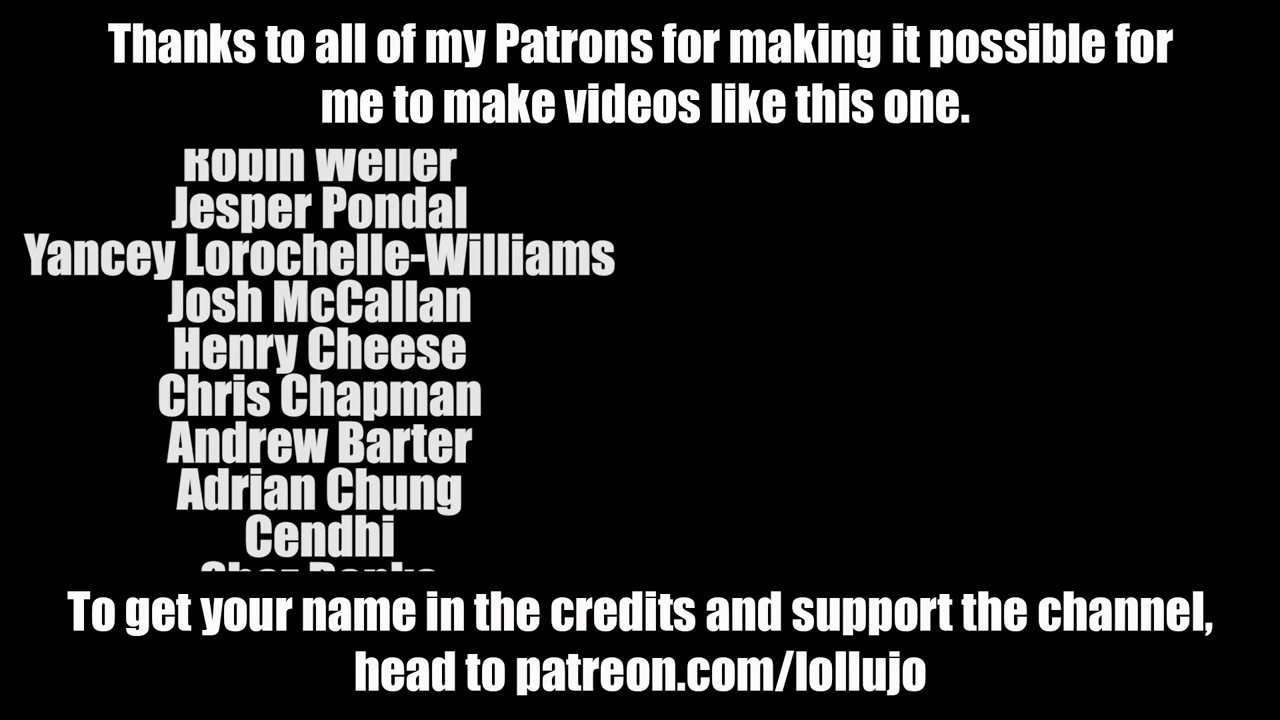 Thanks to all of my Patrons for making it possible for
me to make videos like this one.
Robin Weller
Jesper Pondal
Yancey Lorochelle-Williams
Josh McCallan
Henry Cheese
Chris Chapman
Andrew Barter
Adrian Chung
Cendhi
To get your name in the credits and support the channel,
head to patreon.com/lollujo